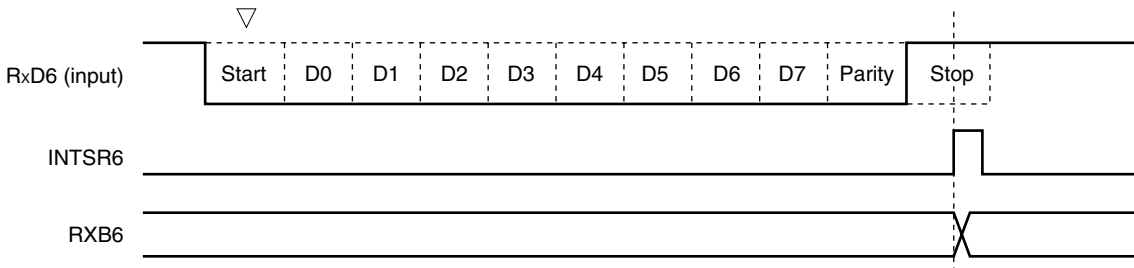 RxD6 (input) Start D0 D1 D2 D3 D4 D5 D6 D7 Parity Stop
INTSR6
RXB6